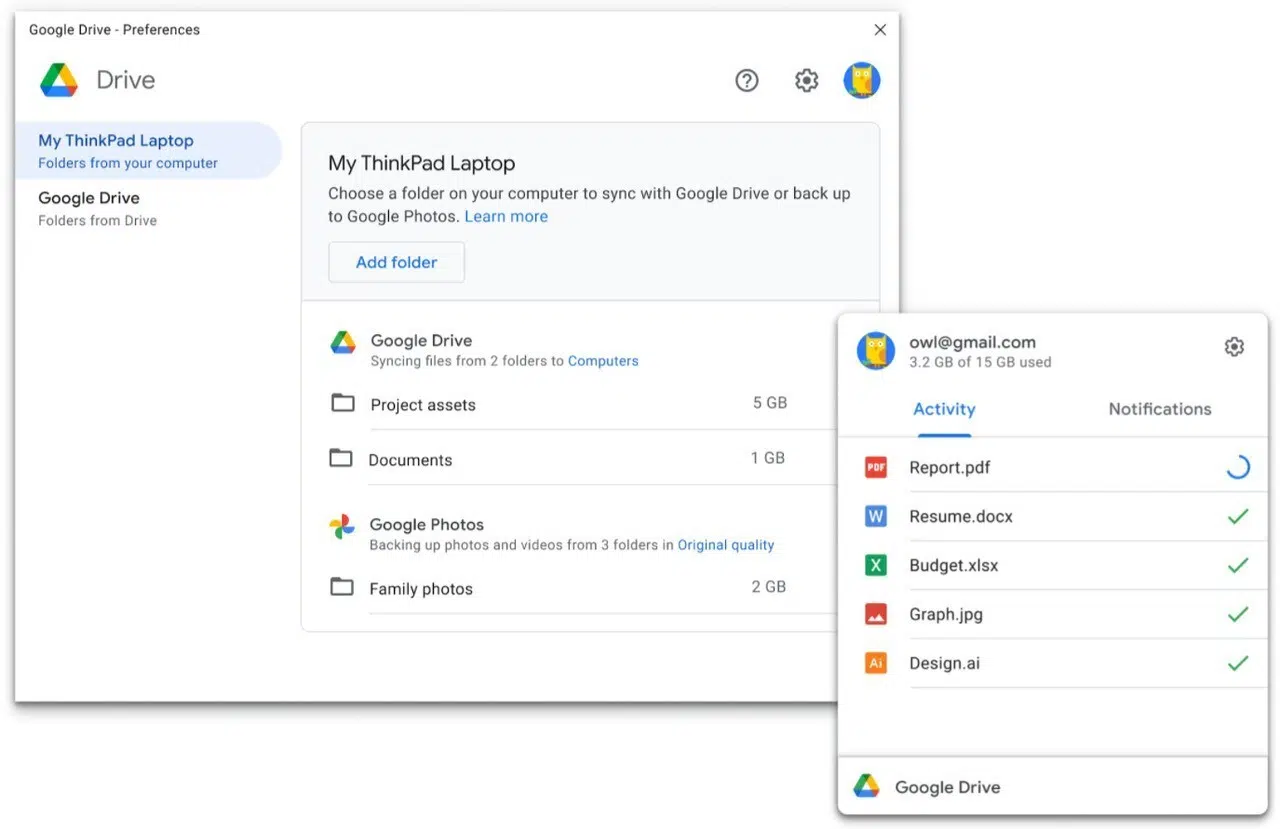 Google Drive - Preferences
Drive
My ThinkPad Laptop
Folders from your computer
Google Drive
Folders from Drive
My ThinkPad Laptop
Choose a folder on your computer to sync with Google Drive or back up
to Google Photos. Learn more
Add folder
Google Drive
Syncing files from 2 folders to Computers
Project assets 5 GB
Documents 1 GB
Google Photos
Backing up photos and videos from 3 folders in Original quality
Family photos 2 GB
owl@gmail.com
3.2 GB of 15 GB used
Activity Notifications
PDF Report.pdf
W Resume.docx
X Budget.xlsx
Graph.jpg
Ai Design.ai
Google Drive